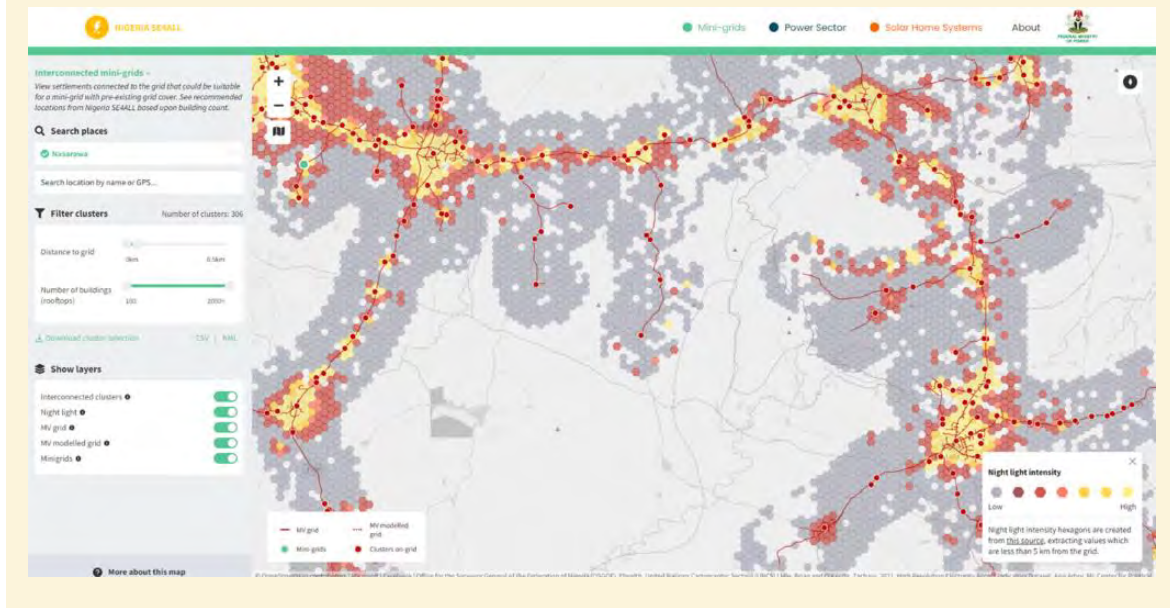 NIGERIA SE4ALL
Mini-grids
Power Sector
Solar Home Systems
About
FEDERAL MINISTRY
OF POWER
Interconnected mini-grids -
View settlements connected to the grid that could be suitable
for a mini-grid with pre-existing grid cover. See recommended
locations from Nigeria SE4ALL based upon building count.
Search places
Nasarawa
Search location by name or GPS...
Filter clusters
Number of clusters: 306
Distance to grid
0km
Number of buildings
(rooftops)
100
Download cluster selection
CSV | KML
Show layers
Interconnected clusters
Night light
MV grid
MV modelled grid
Minigrids
More about this map
+
−
MV grid
MV modelled
grid
Mini grids
Clusters on-grid
Night light intensity
Low
High
Night light intensity hexagons are created
from this source, extracting values which
are less than 5 km from the grid.